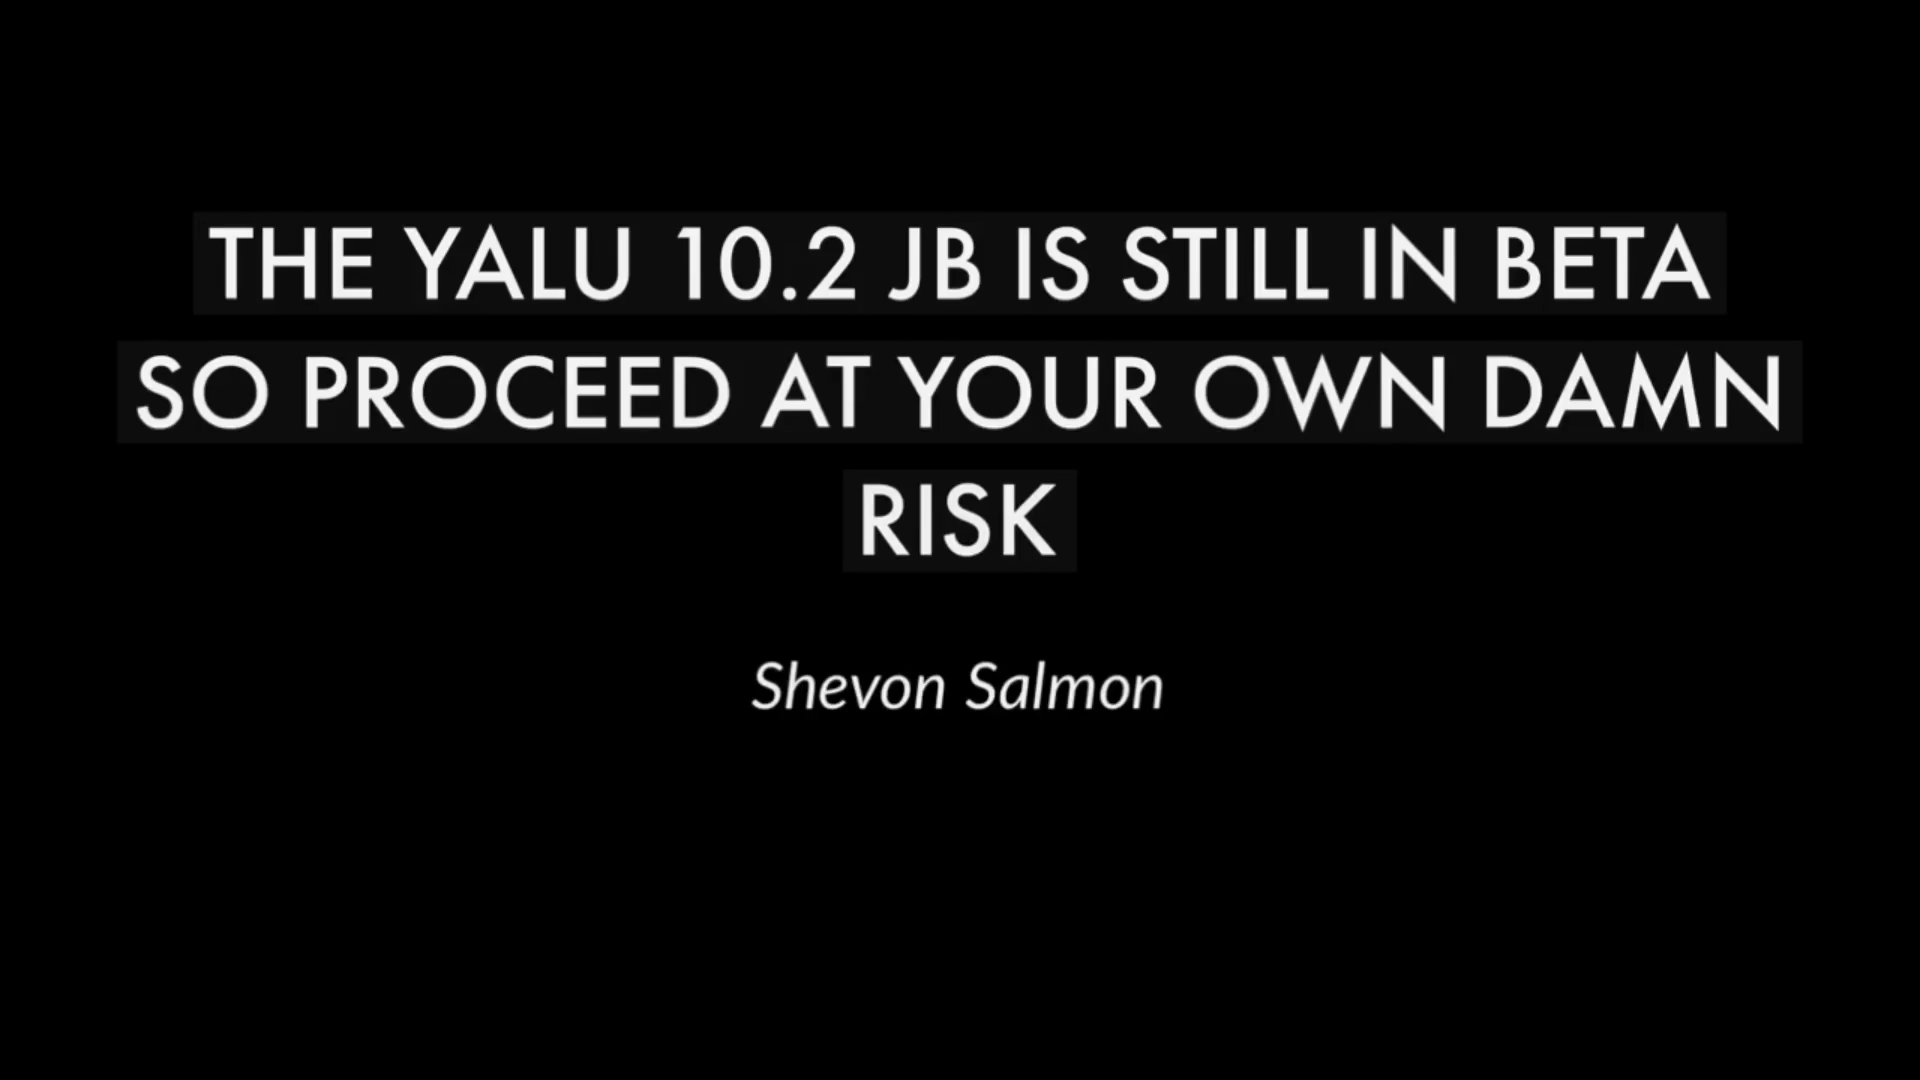 THE YALU 10.2 JB IS STILL IN BETA
SO PROCEED AT YOUR OWN DAMN
RISK
Shevon Salmon